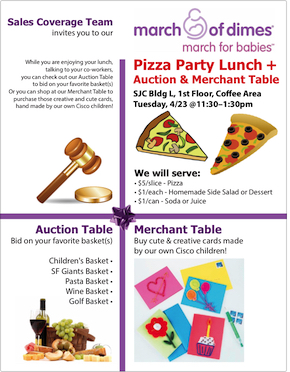 Sales Coverage Team
invites you to our
While you are enjoying your lunch,
talking to your co-workers,
you can check out our Auction Table
to bid on your favorite basket(s)
Or you can shop at our Merchant Table to
purchase those creative and cute cards,
hand made by our own Cisco children!
march of dimes®
march for babies®
Pizza Party Lunch +
Auction & Merchant Table
SJC Bldg L, 1st Floor, Coffee Area
Tuesday, 4/23 @11:30–1:30pm
We will serve:
• $5/slice - Pizza
• $1/each - Homemade Side Salad or Dessert
• $1/can - Soda or Juice
Auction Table
Bid on your favorite basket(s)
Children's Basket •
SF Giants Basket •
Pasta Basket •
Wine Basket •
Golf Basket •
Merchant Table
Buy cute & creative cards made
by our own Cisco children!